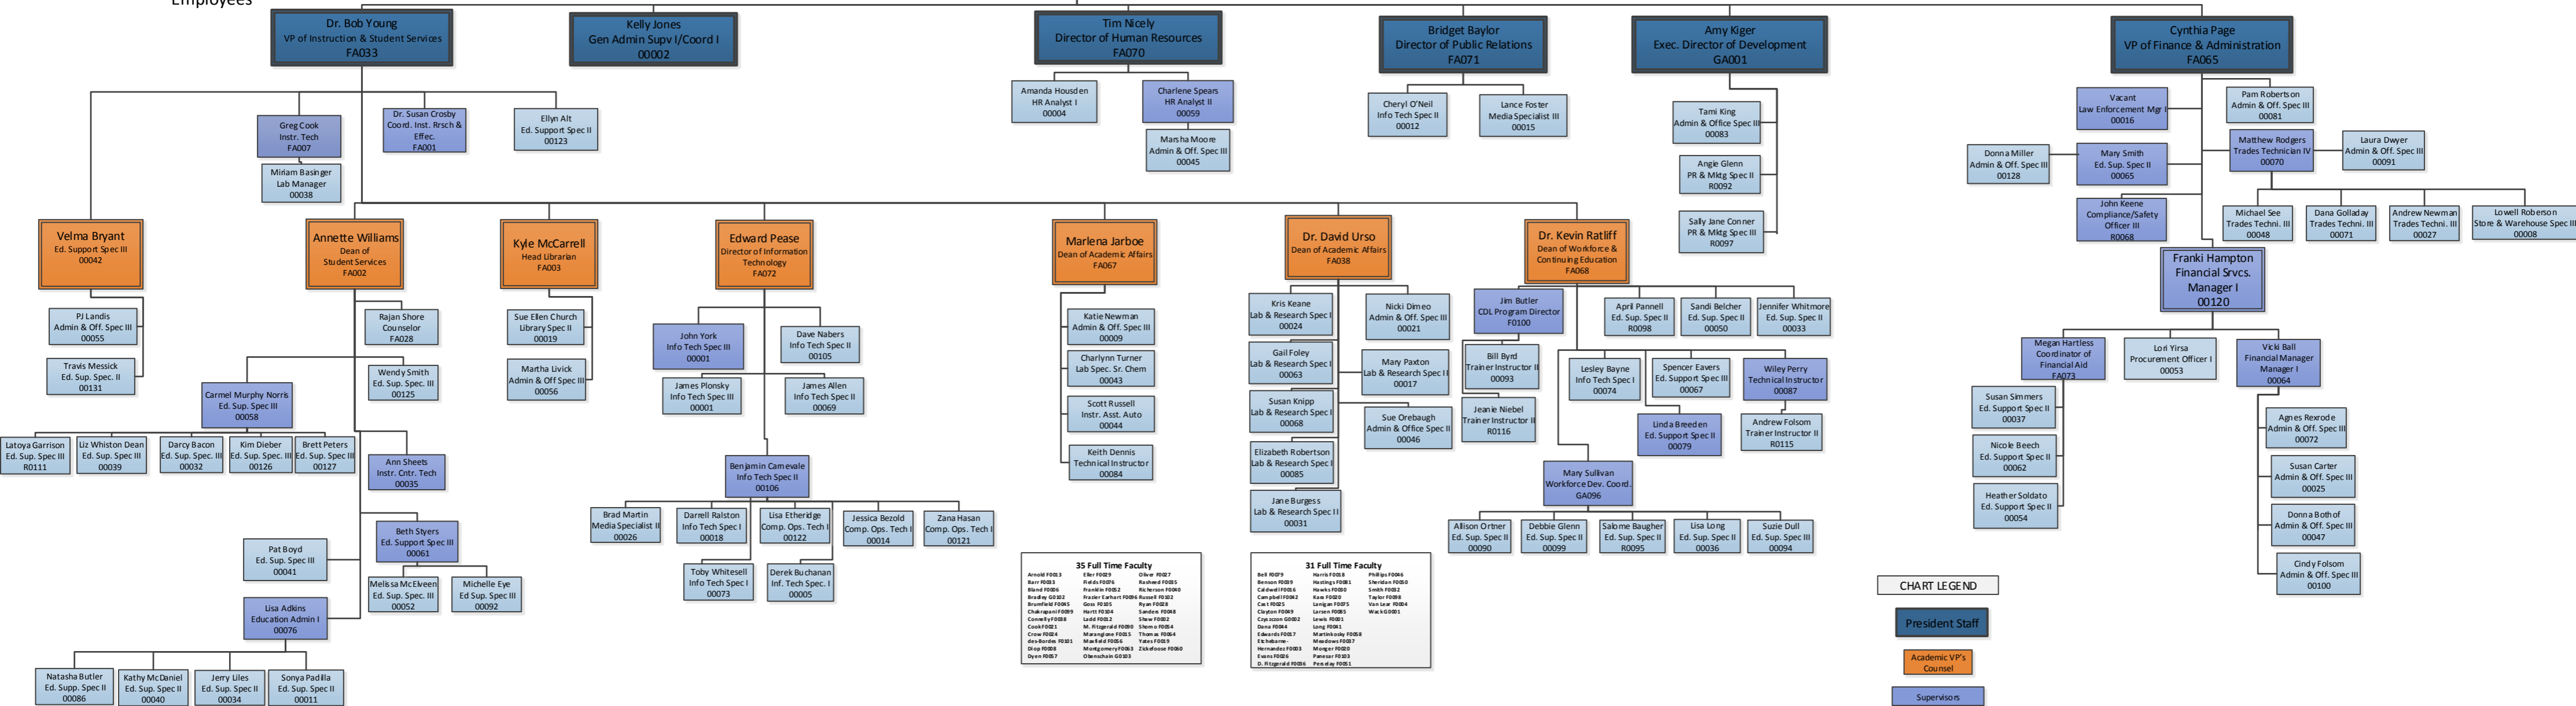 Employees
Dr. Bob Young
VP of Instruction & Student Services
FA033
Kelly Jones
Gen Admin Supv I/Coord I
00002
Tim Nicely
Director of Human Resources
FA070
Bridget Baylor
Director of Public Relations
FA071
Amy Kiger
Exec. Director of Development
GA001
Cynthia Page
VP of Finance & Administration
FA065
Greg Cook
Instr. Tech
FA007
Miriam Basinger
Lab Manager
00038
Dr. Susan Crosby
Coord. Inst. Rrsch &
Effec.
FA001
Ellyn Alt
Ed. Support Spec II
00123
Amanda Housden
HR Analyst I
00004
Charlene Spears
HR Analyst II
00059
Marsha Moore
Admin & Off. Spec III
00045
Cheryl O'Neil
Info Tech Spec II
00012
Lance Foster
Media Specialist III
00015
Tami King
Admin & Office Spec III
00083
Angie Glenn
PR & Mktg Spec II
R0092
Sally Jane Conner
PR & Mktg Spec III
R0097
Vacant
Law Enforcement Mgr I
00016
Pam Robertson
Admin & Off. Spec III
00081
Donna Miller
Admin & Off. Spec III
00128
Mary Smith
Ed. Sup. Spec II
00065
Matthew Rodgers
Trades Technician IV
00070
Laura Dwyer
Admin & Off. Spec III
00091
John Keene
Compliance/Safety
Officer III
R0068
Michael See
Trades Techni. III
00048
Dana Golladay
Trades Techni. III
00071
Andrew Newman
Trades Techni. III
00027
Lowell Roberson
Store & Warehouse Spec III
00008
Velma Bryant
Ed. Support Spec III
00042
Annette Williams
Dean of
Student Services
FA002
Kyle McCarrell
Head Librarian
FA003
Edward Pease
Director of Information
Technology
FA072
Marlena Jarboe
Dean of Academic Affairs
FA067
Dr. David Urso
Dean of Academic Affairs
FA038
Dr. Kevin Ratliff
Dean of Workforce &
Continuing Education
FA068
Franki Hampton
Financial Srvcs.
Manager I
00120
PJ Landis
Admin & Off. Spec III
00055
Travis Messick
Ed. Sup. Spec. II
00131
Rajan Shore
Counselor
FA028
Wendy Smith
Ed. Sup. Spec. III
00125
Carmel Murphy Norris
Ed. Sup. Spec III
00058
Latoya Garrison
Ed. Sup. Spec III
R0111
Liz Whiston Dean
Ed. Sup. Spec III
00039
Darcy Bacon
Ed. Sup. Spec III
00032
Kim Dieber
Ed. Sup. Spec III
00126
Brett Peters
Ed. Sup. Spec III
00127
Ann Sheets
Instr. Cntr. Tech
00035
Beth Styers
Ed. Support Spec III
00061
Pat Boyd
Ed. Sup. Spec III
00041
Melissa McElveen
Ed. Sup. Spec. III
00052
Michelle Eye
Ed Sup. Spec III
00092
Lisa Adkins
Education Admin I
00076
Natasha Butler
Ed. Supp. Spec II
00086
Kathy McDaniel
Ed. Sup. Spec II
00040
Jerry Liles
Ed. Sup. Spec II
00034
Sonya Padilla
Ed. Sup. Spec II
00011
Sue Ellen Church
Library Spec II
00019
Martha Livick
Admin & Off Spec III
00056
John York
Info Tech Spec III
00001
Dave Nabers
Info Tech Spec II
00105
James Plonsky
Info Tech Spec III
00001
James Allen
Info Tech Spec II
00069
Benjamin Carnevale
Info Tech Spec II
00106
Brad Martin
Media Specialist II
00026
Darrell Ralston
Info Tech Spec I
00018
Lisa Etheridge
Comp. Ops. Tech I
00122
Jessica Bezold
Comp. Ops. Tech I
00014
Zana Hasan
Comp. Ops. Tech I
00121
Toby Whitesell
Info Tech Spec I
00073
Derek Buchanan
Inf. Tech Spec. I
00005
Katie Newman
Admin & Off. Spec III
00009
Charlynn Turner
Lab Spec. Sr. Chem
00043
Scott Russell
Instr. Asst. Auto
00044
Keith Dennis
Technical Instructor
00084
Kris Keane
Lab & Research Spec I
00024
Nicki Dimeo
Admin & Off. Spec III
00021
Gail Foley
Lab & Research Spec I
00063
Mary Paxton
Lab & Research Spec II
00017
Susan Knipp
Lab & Research Spec I
00068
Sue Orebaugh
Admin & Office Spec II
00046
Elizabeth Robertson
Lab & Research Spec I
00085
Jane Burgess
Lab & Research Spec II
00031
Jim Butler
CDL Program Director
F0100
April Pannell
Ed. Sup. Spec II
R0098
Sandi Belcher
Ed. Sup. Spec II
00050
Jennifer Whitmore
Ed. Sup. Spec II
00033
Bill Byrd
Trainer Instructor II
00093
Jeanie Niebel
Trainer Instructor II
R0116
Lesley Bayne
Info Tech Spec I
00074
Spencer Eavers
Ed. Support Spec III
00067
Wiley Perry
Technical Instructor
00087
Linda Breeden
Ed. Support Spec II
00079
Andrew Folsom
Trainer Instructor II
R0115
Mary Sullivan
Workforce Dev. Coord.
GA096
Allison Ortner
Ed. Sup. Spec II
00090
Debbie Glenn
Ed. Sup. Spec II
00099
Salome Baugher
Ed. Sup. Spec II
R0095
Lisa Long
Ed. Sup. Spec II
00036
Suzie Dull
Ed. Sup. Spec III
00094
Megan Hartless
Coordinator of
Financial Aid
FA073
Lori Yirsa
Procurement Officer I
00053
Vicki Ball
Financial Manager
Manager I
00064
Susan Simmers
Ed. Support Spec II
00037
Nicole Beech
Ed. Support Spec II
00062
Heather Soldato
Ed. Support Spec II
00054
Agnes Rexrode
Admin & Off. Spec III
00072
Susan Carter
Admin & Off. Spec III
00025
Donna Bothof
Admin & Off. Spec III
00047
Cindy Folsom
Admin & Off. Spec III
00100
35 Full Time Faculty
31 Full Time Faculty
CHART LEGEND
President Staff
Academic VP's
Counsel
Supervisors